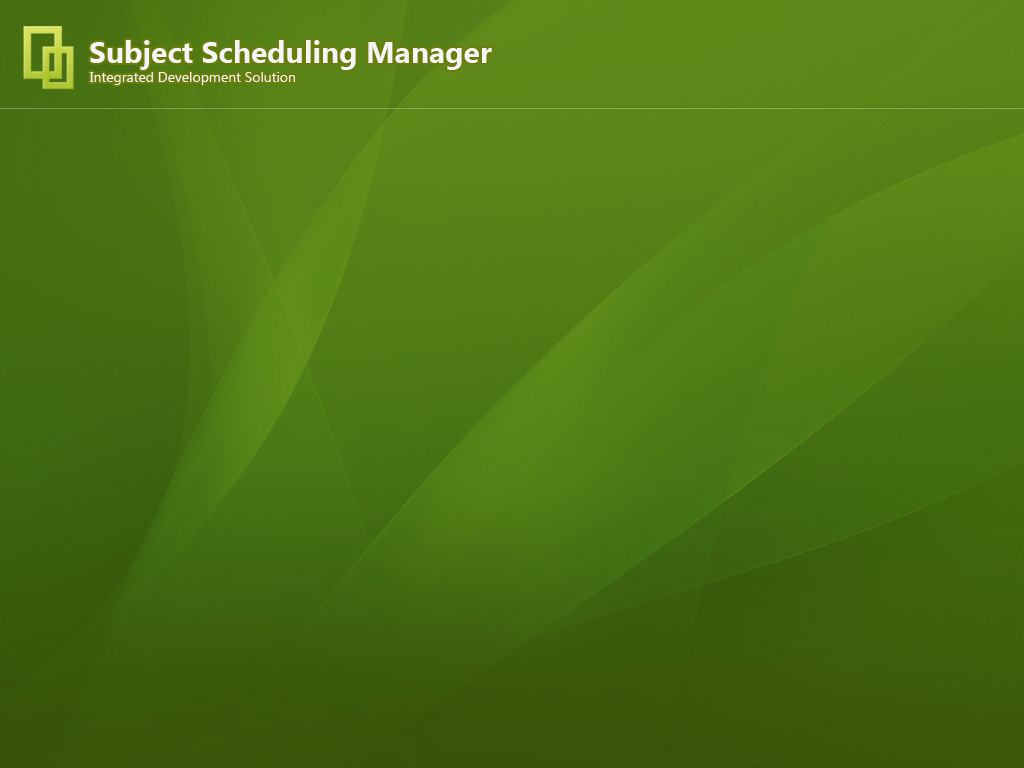 Subject Scheduling Manager
Integrated Development Solution